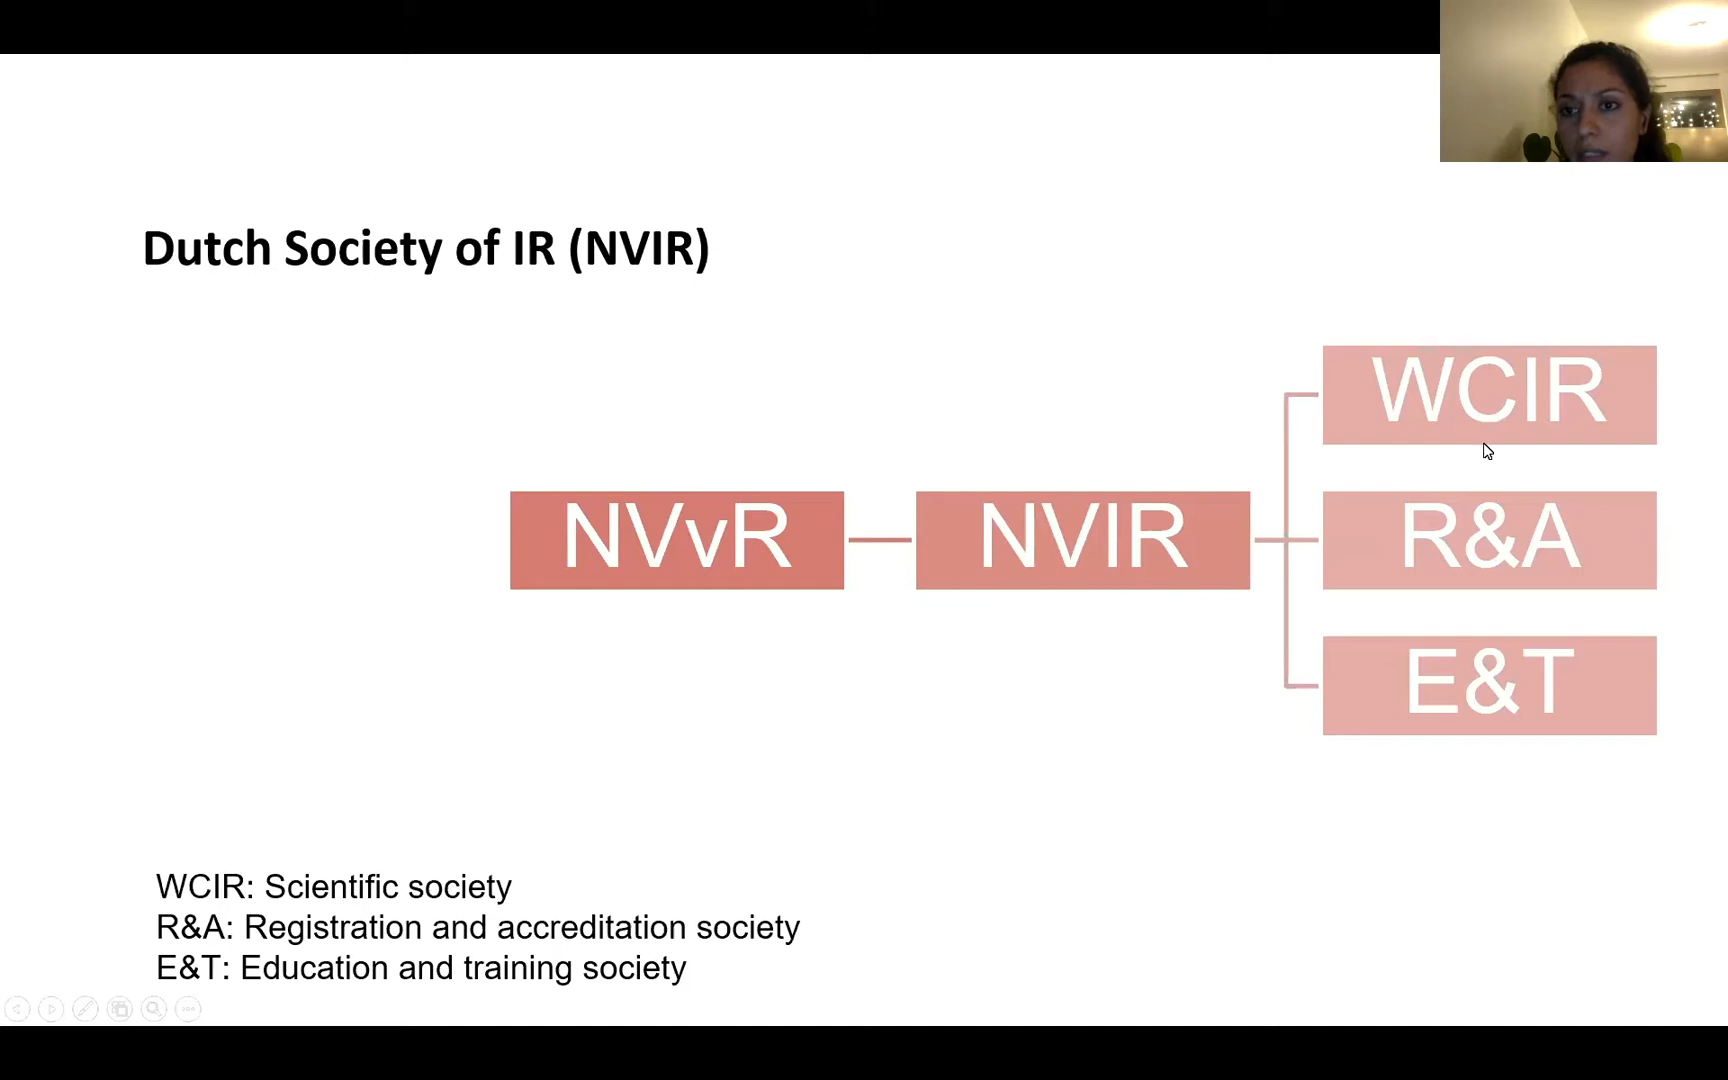 Dutch Society of IR (NVIR)
WCIR
NVvR
NVIR
R&A
E&T
WCIR: Scientific society
R&A: Registration and accreditation society
E&T: Education and training society